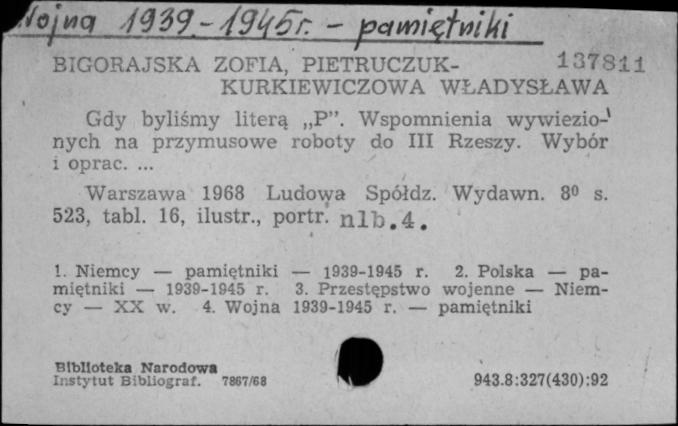 Wojna 1939-1945r. - pamiętniki
BIGORAJSKA ZOFIA, PIETRUCZUK-
137811
KURKIEWICZOWA WŁADYSŁAWA
Gdy byliśmy literą „P”. Wspomnienia wywiezio-
nych na przymusowe roboty do III Rzeszy. Wybór
i oprac. ...
Warszawa 1968 Ludowa Spółdz. Wydawn. 8⁰ s.
523, tabl. 16, ilustr., portr. nlb.4.
1. Niemcy — pamiętniki — 1939-1945 r. 2. Polska — pa-
miętniki — 1939-1945 r. 3. Przestępstwo wojenne — Niem-
cy — XX w. 4. Wojna 1939-1945 r. — pamiętniki
Biblioteka Narodowa
Instytut Bibliograf. 7867/68
943.8:327(430):92